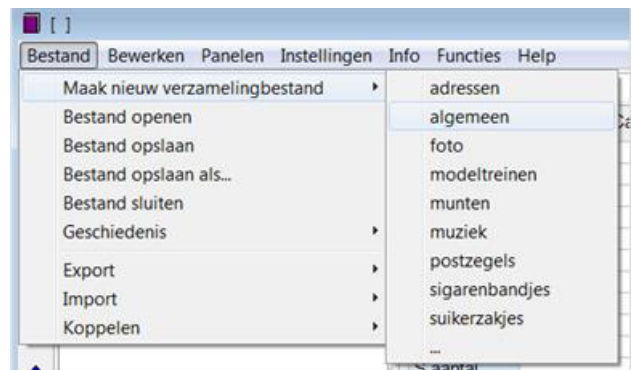 [ ]
Bestand Bewerken Panelen Instellingen Info Functies Help
Maak nieuw verzamelingbestand
Bestand openen
Bestand opslaan
Bestand opslaan als...
Bestand sluiten
Geschiedenis
Export
Import
Koppelen
adressen
algemeen
foto
modeltreinen
munten
muziek
postzegels
sigarenbandjes
suikerzakjes
...
aantal